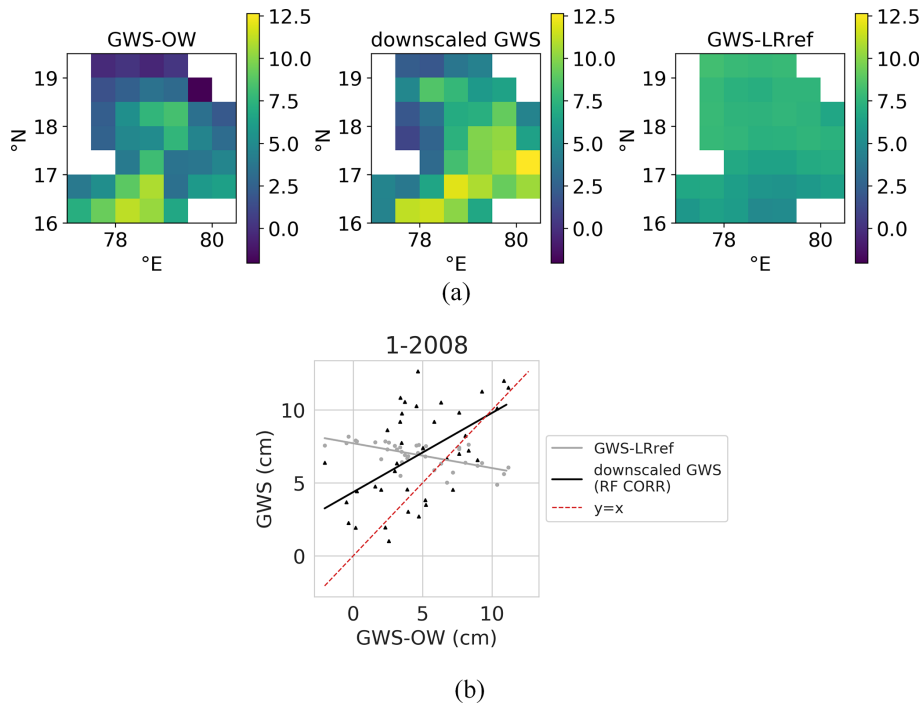 GWS-OW
19
18
17
16
78
80
°N
°E
12.5
10.0
7.5
5.0
2.5
0.0
downscaled GWS
19
18
17
16
78
80
°N
°E
12.5
10.0
7.5
5.0
2.5
0.0
GWS-LRref
19
18
17
16
78
80
°N
°E
12.5
10.0
7.5
5.0
2.5
0.0
(a)
1-2008
10
5
0
GWS (cm)
0
5
10
GWS-OW (cm)
GWS-LRref
downscaled GWS
(RF CORR)
y=x
(b)